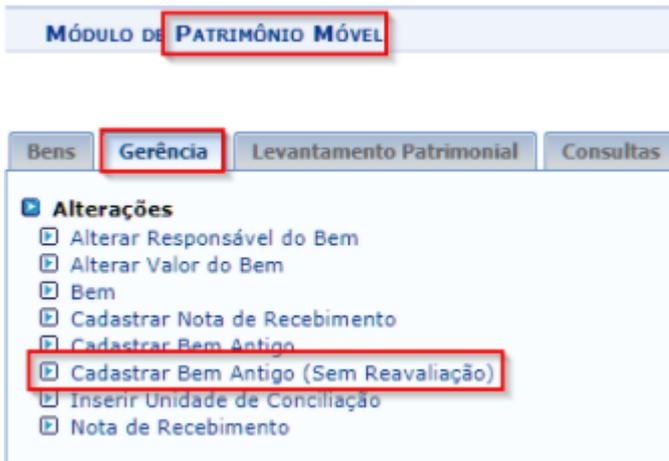 MÓDULO DE PATRIMÔNIO MÓVEL
Bens Gerência Levantamento Patrimonial Consultas
Alterações
Alterar Responsável do Bem
Alterar Valor do Bem
Bem
Cadastrar Nota de Recebimento
Cadastrar Bem Antigo
Cadastrar Bem Antigo (Sem Reavaliação)
Inserir Unidade de Conciliação
Nota de Recebimento